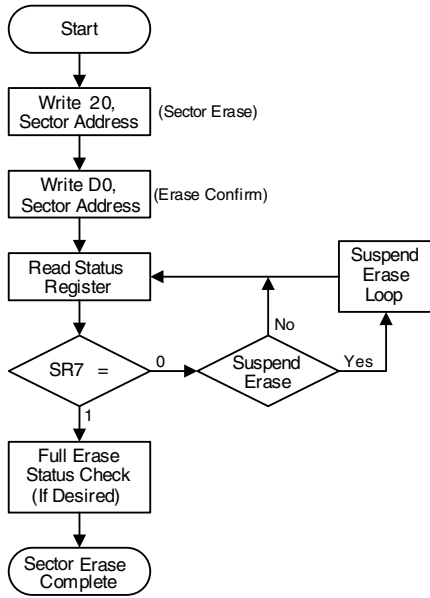 Start
Write 20,
Sector Address
(Sector Erase)
Write D0,
Sector Address
(Erase Confirm)
Read Status
Register
Suspend
Erase
Loop
No
SR7 =
0
Suspend
Erase
Yes
1
Full Erase
Status Check
(If Desired)
Sector Erase
Complete